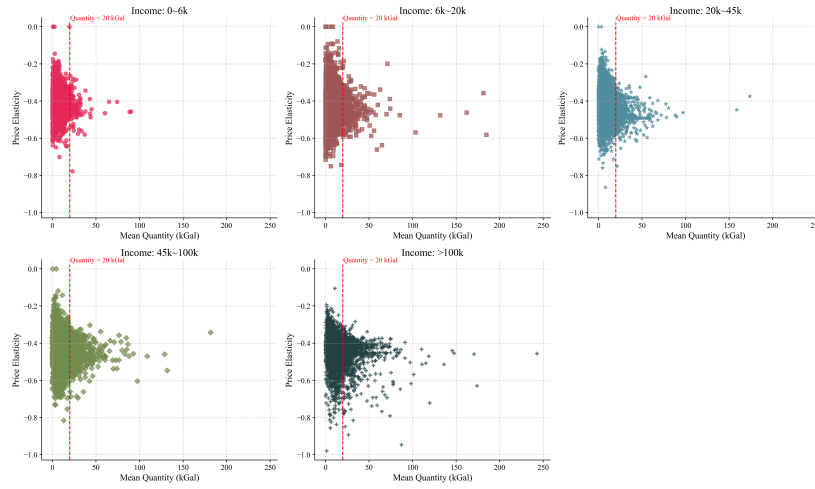 Income: 0~6k
Quantity = 20 kGal
Price Elasticity
0.0
−0.2
−0.4
−0.6
−0.8
−1.0
0 50 100 150 200 250
Mean Quantity (kGal)
Income: 6k~20k
Quantity = 20 kGal
Price Elasticity
0.0
−0.2
−0.4
−0.6
−0.8
−1.0
0 50 100 150 200 250
Mean Quantity (kGal)
Income: 20k~45k
Quantity = 20 kGal
Price Elasticity
0.0
−0.2
−0.4
−0.6
−0.8
−1.0
0 50 100 150 200 250
Mean Quantity (kGal)
Income: 45k~100k
Quantity = 20 kGal
Price Elasticity
0.0
−0.2
−0.4
−0.6
−0.8
−1.0
0 50 100 150 200 250
Mean Quantity (kGal)
Income: >100k
Quantity = 20 kGal
Price Elasticity
0.0
−0.2
−0.4
−0.6
−0.8
−1.0
0 50 100 150 200 250
Mean Quantity (kGal)